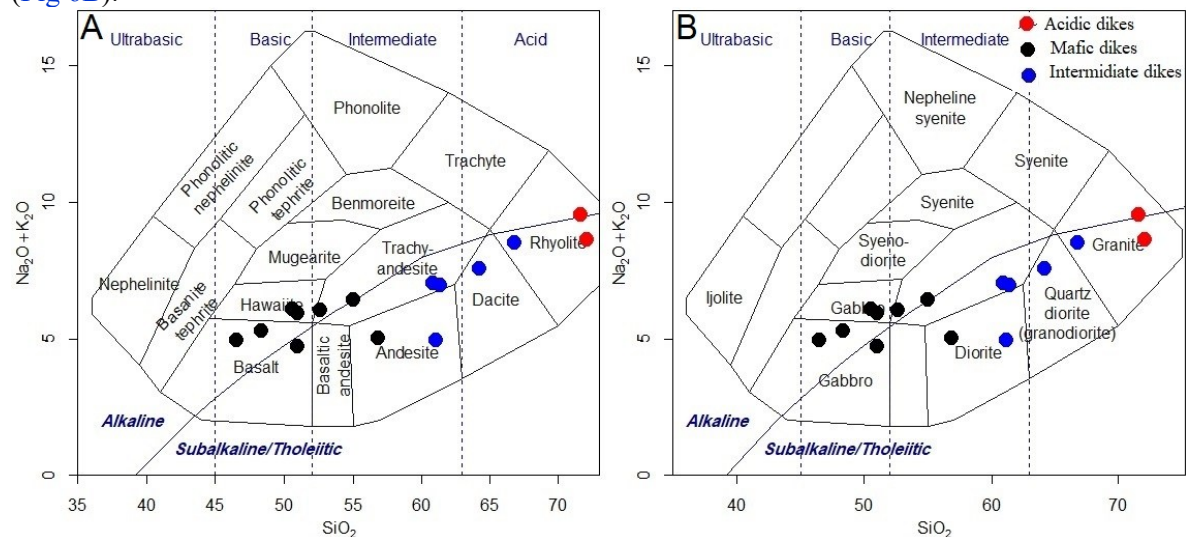 (Fig 6B).
A
Ultrabasic
Basic
Intermediate
Acid
Phonolite
Trachyte
Phonolitic
nephelinite
Phonolitic
tephrite
Benmoreite
Mugearite
Trachy-
andesite
Rhyolite
Nephelinite
Basanite
tephrite
Hawaiite
Dacite
Basalt
Basaltic
andesite
Andesite
Alkaline
Subalkaline/Tholeiitic
Na₂O+K₂O
0
5
10
15
35
40
45
50
55
60
65
70
SiO₂
B
Ultrabasic
Basic
Intermediate
Acidic dikes
Mafic dikes
Intermidiate dikes
Nepheline
syenite
Syenite
Syenite
Syeno-
diorite
Granite
Ijolite
Gabbro
Quartz
diorite
(granodiorite)
Diorite
Gabbro
Alkaline
Subalkaline/Tholeiitic
Na₂O+K₂O
0
5
10
15
40
50
60
70
SiO₂